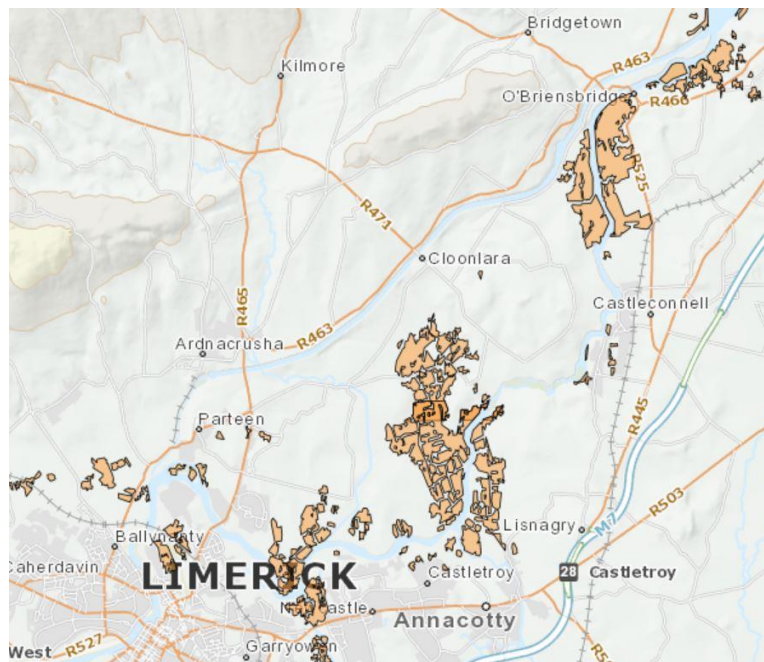 Bridgetown
R463
Kilmore
O'Briensbridge
R466
R525
R471
Cloonlara
R465
Castleconnell
R463
Ardnacrusha
R445
Parteen
R503
Lisnagry
M7
Ballynanty
Caherdavin
LIMERICK
Castletroy
28
Castletroy
Annacotty
West
R527
Garryowen